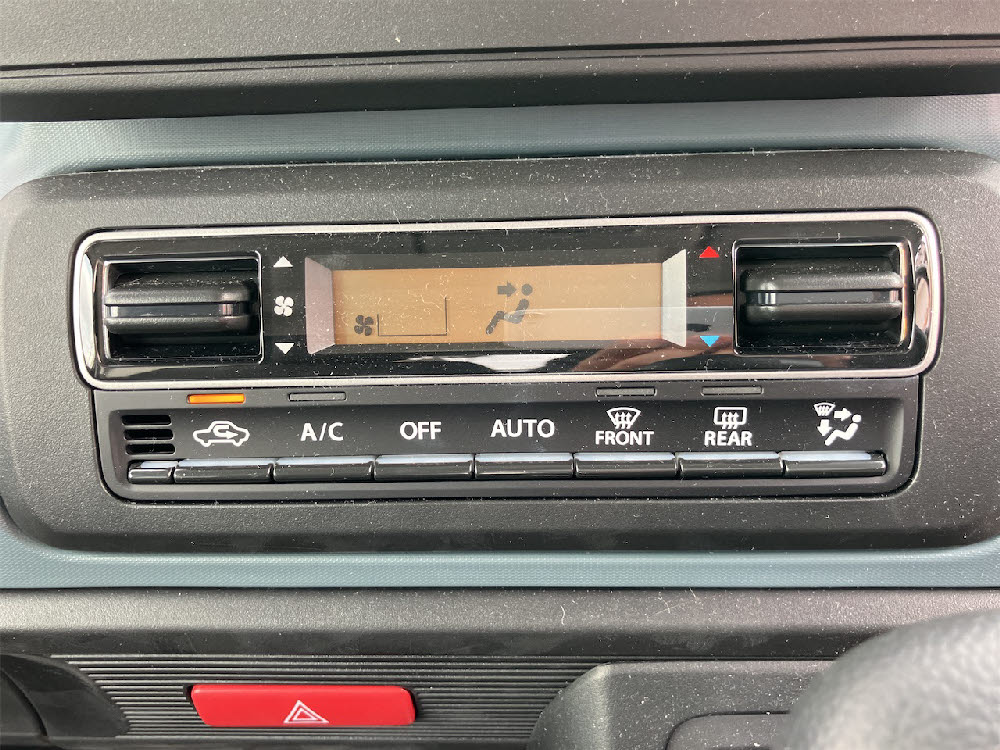 A/C
OFF
AUTO
FRONT
REAR